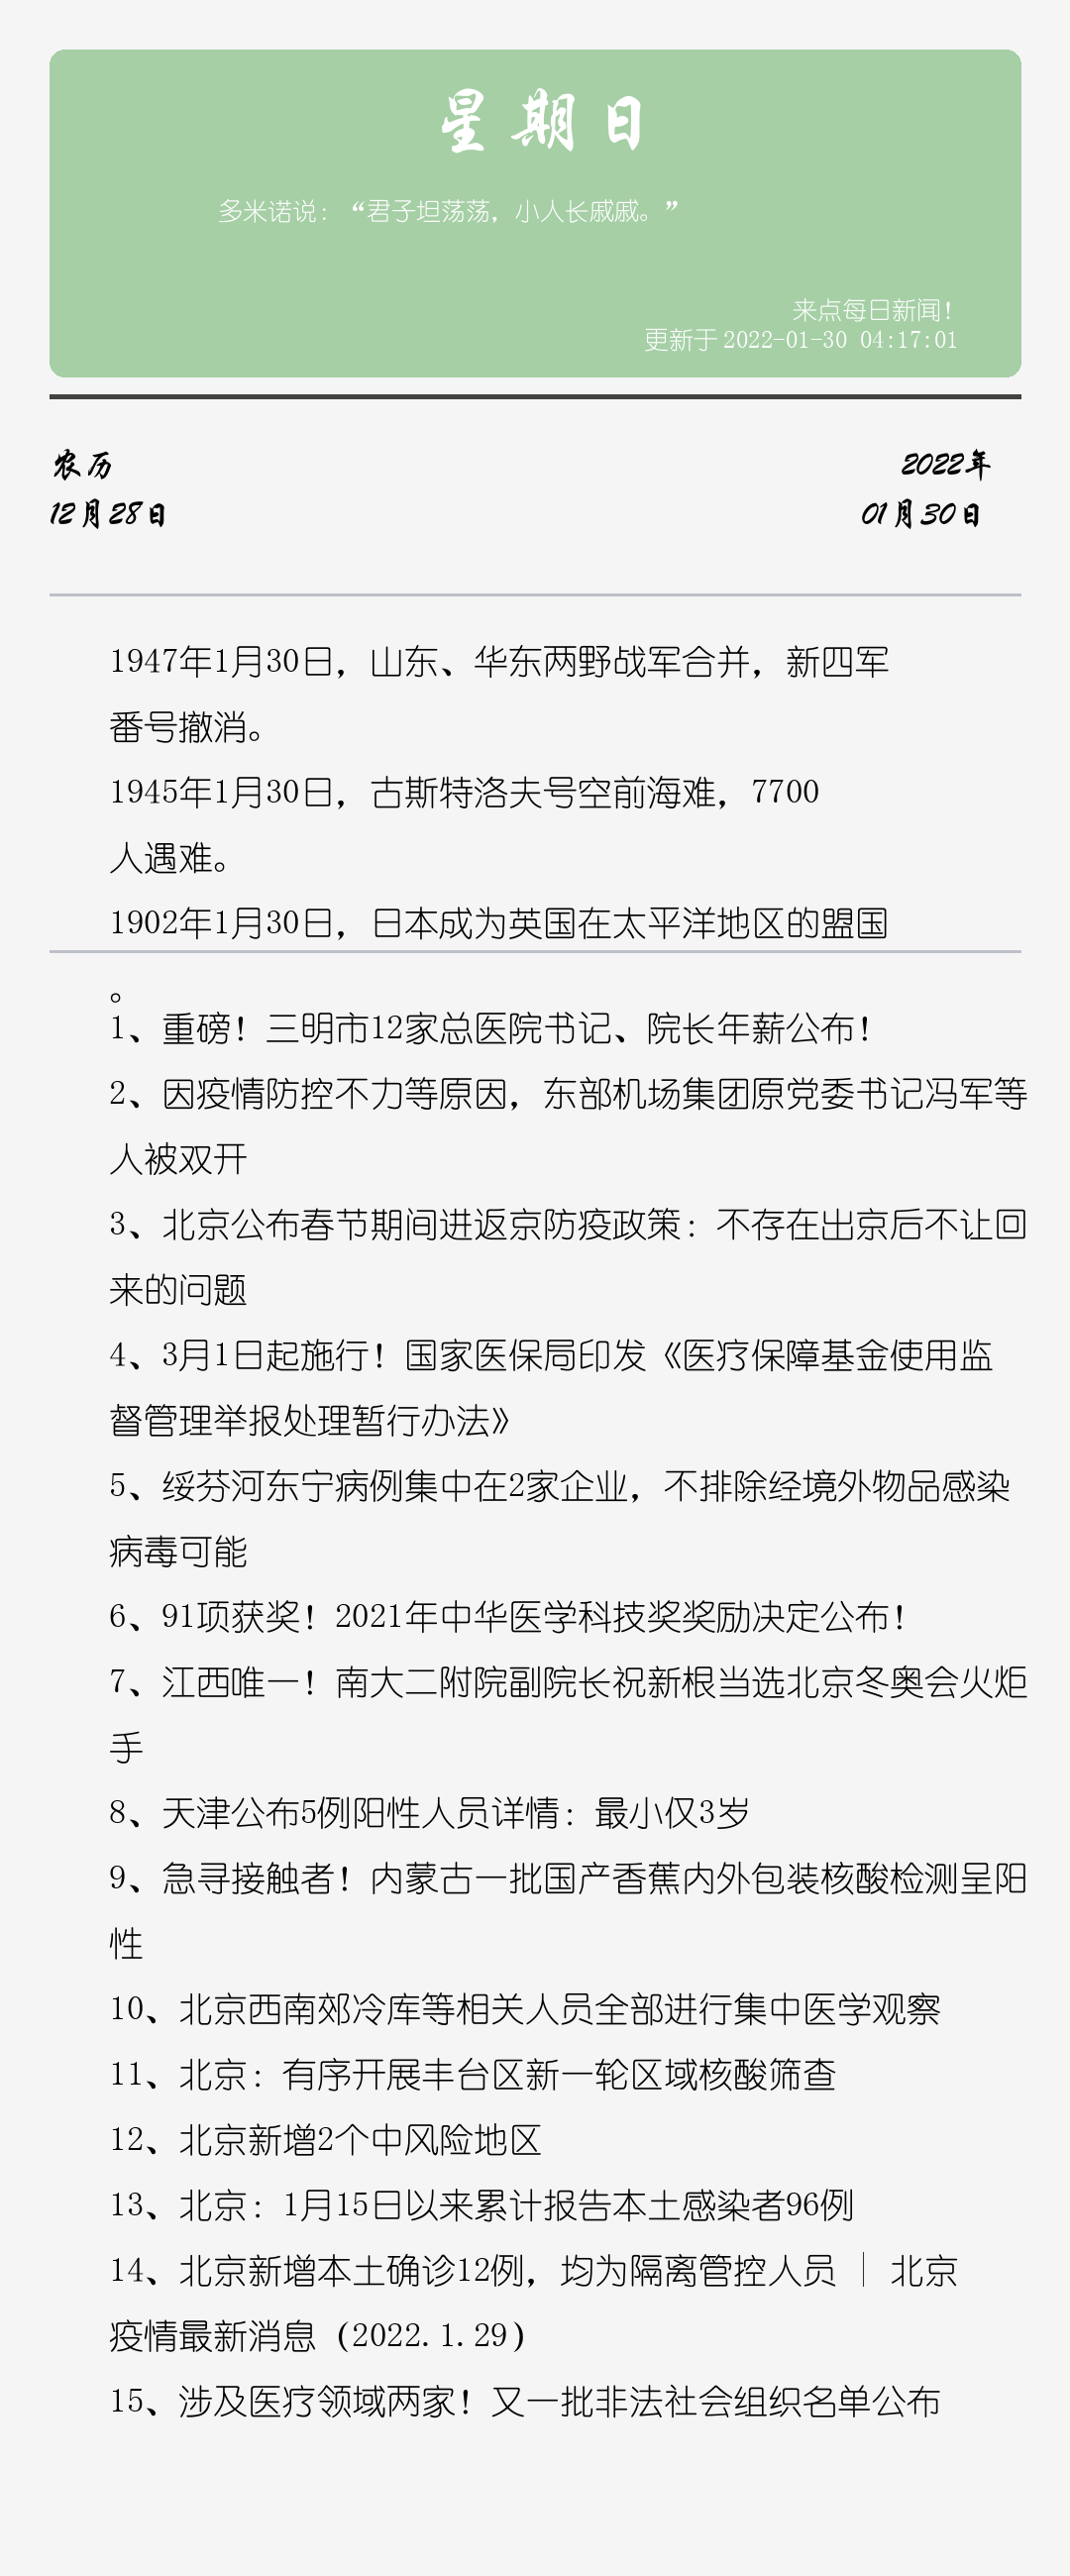 星期日
多米诺说：“君子坦荡荡，小人长戚戚。”
来点每日新闻！
更新于 2022-01-30 04:17:01
农历
2022年
12月28日
01月30日
1947年1月30日，山东、华东两野战军合并，新四军
番号撤消。
1945年1月30日，古斯特洛夫号空前海难，7700
人遇难。
1902年1月30日，日本成为英国在太平洋地区的盟国
。
1、重磅！三明市12家总医院书记、院长年薪公布！
2、因疫情防控不力等原因，东部机场集团原党委书记冯军等
人被双开
3、北京公布春节期间进返京防疫政策：不存在出京后不让回
来的问题
4、3月1日起施行！国家医保局印发《医疗保障基金使用监
督管理举报处理暂行办法》
5、绥芬河东宁病例集中在2家企业，不排除经境外物品感染
病毒可能
6、91项获奖！2021年中华医学科技奖奖励决定公布！
7、江西唯一！南大二附院副院长祝新根当选北京冬奥会火炬
手
8、天津公布5例阳性人员详情：最小仅3岁
9、急寻接触者！内蒙古一批国产香蕉内外包装核酸检测呈阳
性
10、北京西南郊冷库等相关人员全部进行集中医学观察
11、北京：有序开展丰台区新一轮区域核酸筛查
12、北京新增2个中风险地区
13、北京：1月15日以来累计报告本土感染者96例
14、北京新增本土确诊12例，均为隔离管控人员｜北京
疫情最新消息（2022.1.29）
15、涉及医疗领域两家！又一批非法社会组织名单公布